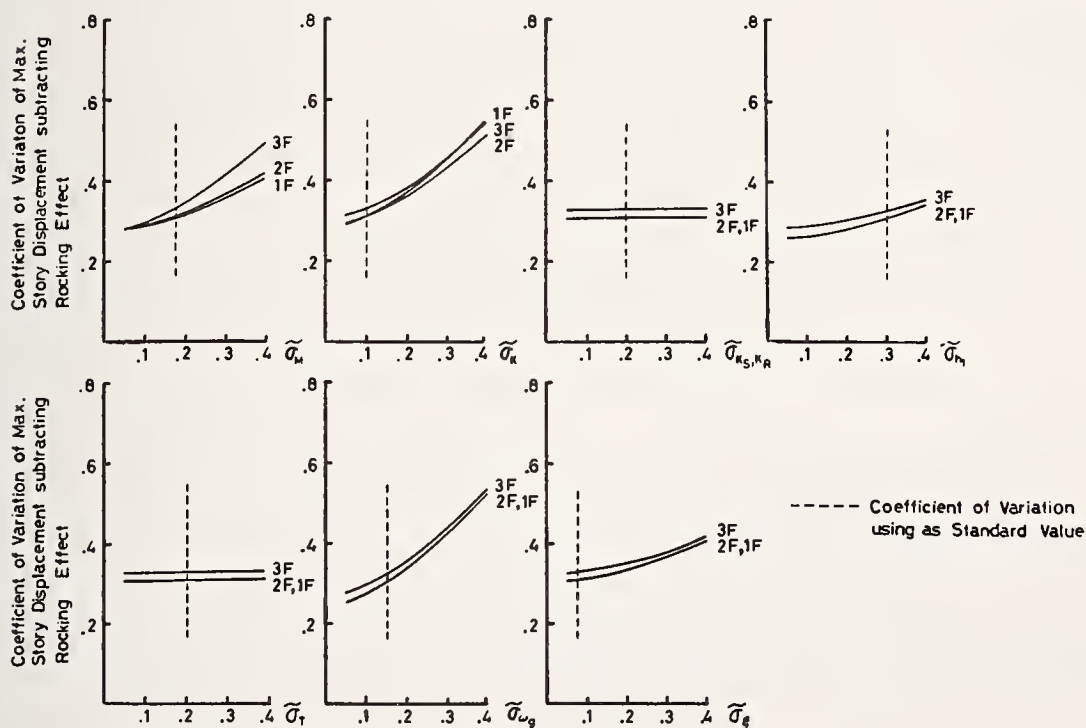 Coefficient of Variaton of Max.
Story Displacement subtracting
Rocking Effect
.8
.6
.4
.2
3F
2F
1F
.1 .2 .3 .4 σ̃M
.8
.6
.4
.2
1F
3F
2F
.1 .2 .3 .4 σ̃K
.8
.6
.4
.2
3F
2F,1F
.1 .2 .3 .4 σ̃KS,KR
.8
.6
.4
.2
3F
2F,1F
.1 .2 .3 .4 σ̃h1
Coefficient of Variation of Max.
Story Displacement subtracting
Rocking Effect
.8
.6
.4
.2
3F
2F,1F
.1 .2 .3 .4 σ̃T
.8
.6
.4
.2
3F
2F,1F
.1 .2 .3 .4 σ̃ωg
.8
.6
.4
.2
3F
2F,1F
.1 .2 .3 .4
Coefficient of Variation
using as Standard Value